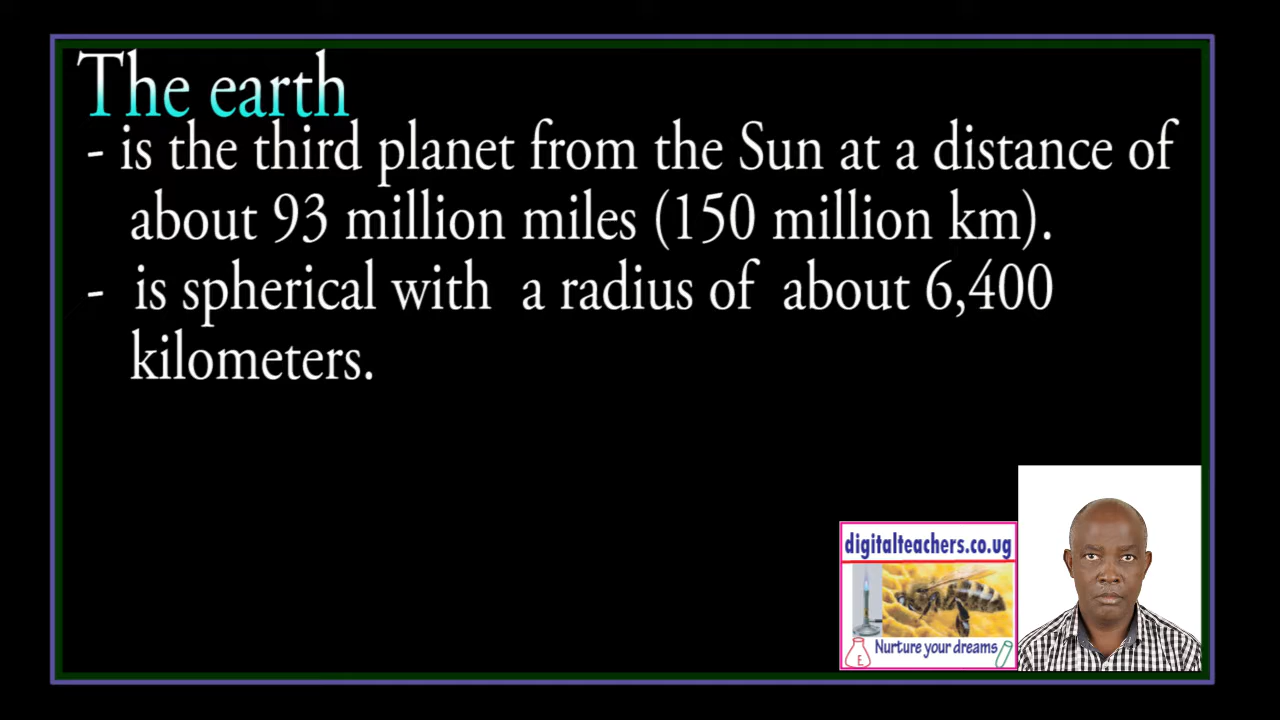 The earth
- is the third planet from the Sun at a distance of
about 93 million miles (150 million km).
- is spherical with a radius of about 6,400
kilometers.
digitalteachers.co.ug
E
Nurture your dreams